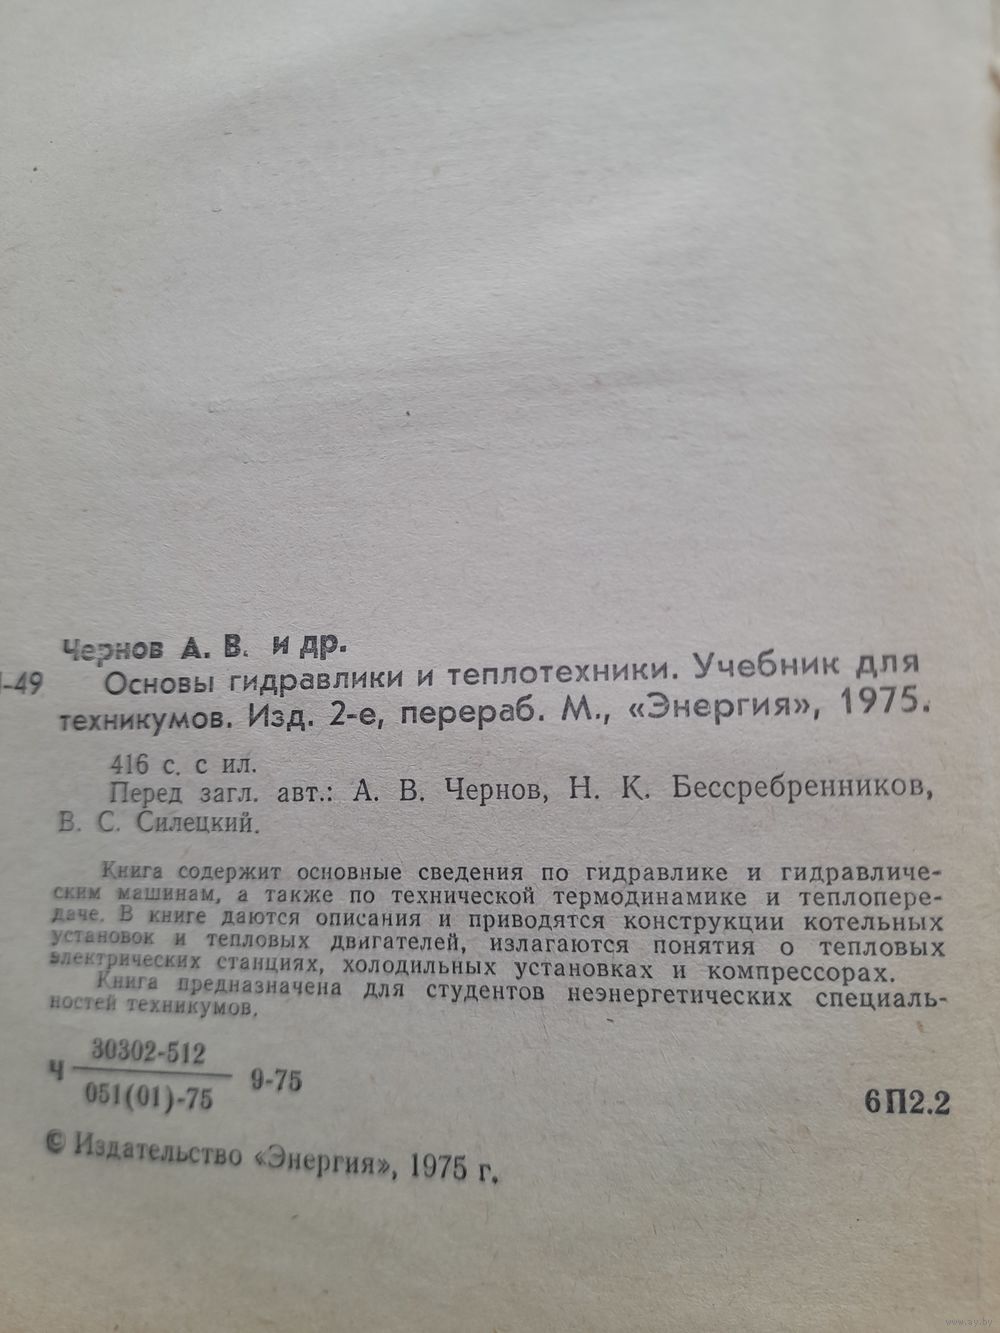 Чернов А. В. и др.
-49
Основы гидравлики и теплотехники. Учебник для
техникумов. Изд. 2-е, перераб. М., «Энергия», 1975.
416 с. с ил.
Перед загл. авт.: А. В. Чернов, Н. К. Бессребренников,
В. С. Силецкий.
Книга содержит основные сведения по гидравлике и гидравличе-
ским машинам, а также по технической термодинамике и теплопере-
даче. В книге даются описания и приводятся конструкции котельных
установок и тепловых двигателей, излагаются понятия о тепловых
электрических станциях, холодильных установках и компрессорах.
Книга предназначена для студентов неэнергетических специаль-
ностей техникумов.
30302-512
Ч
051(01)-75
9-75
6П2.2
© Издательство «Энергия», 1975 г.
www.ay.by